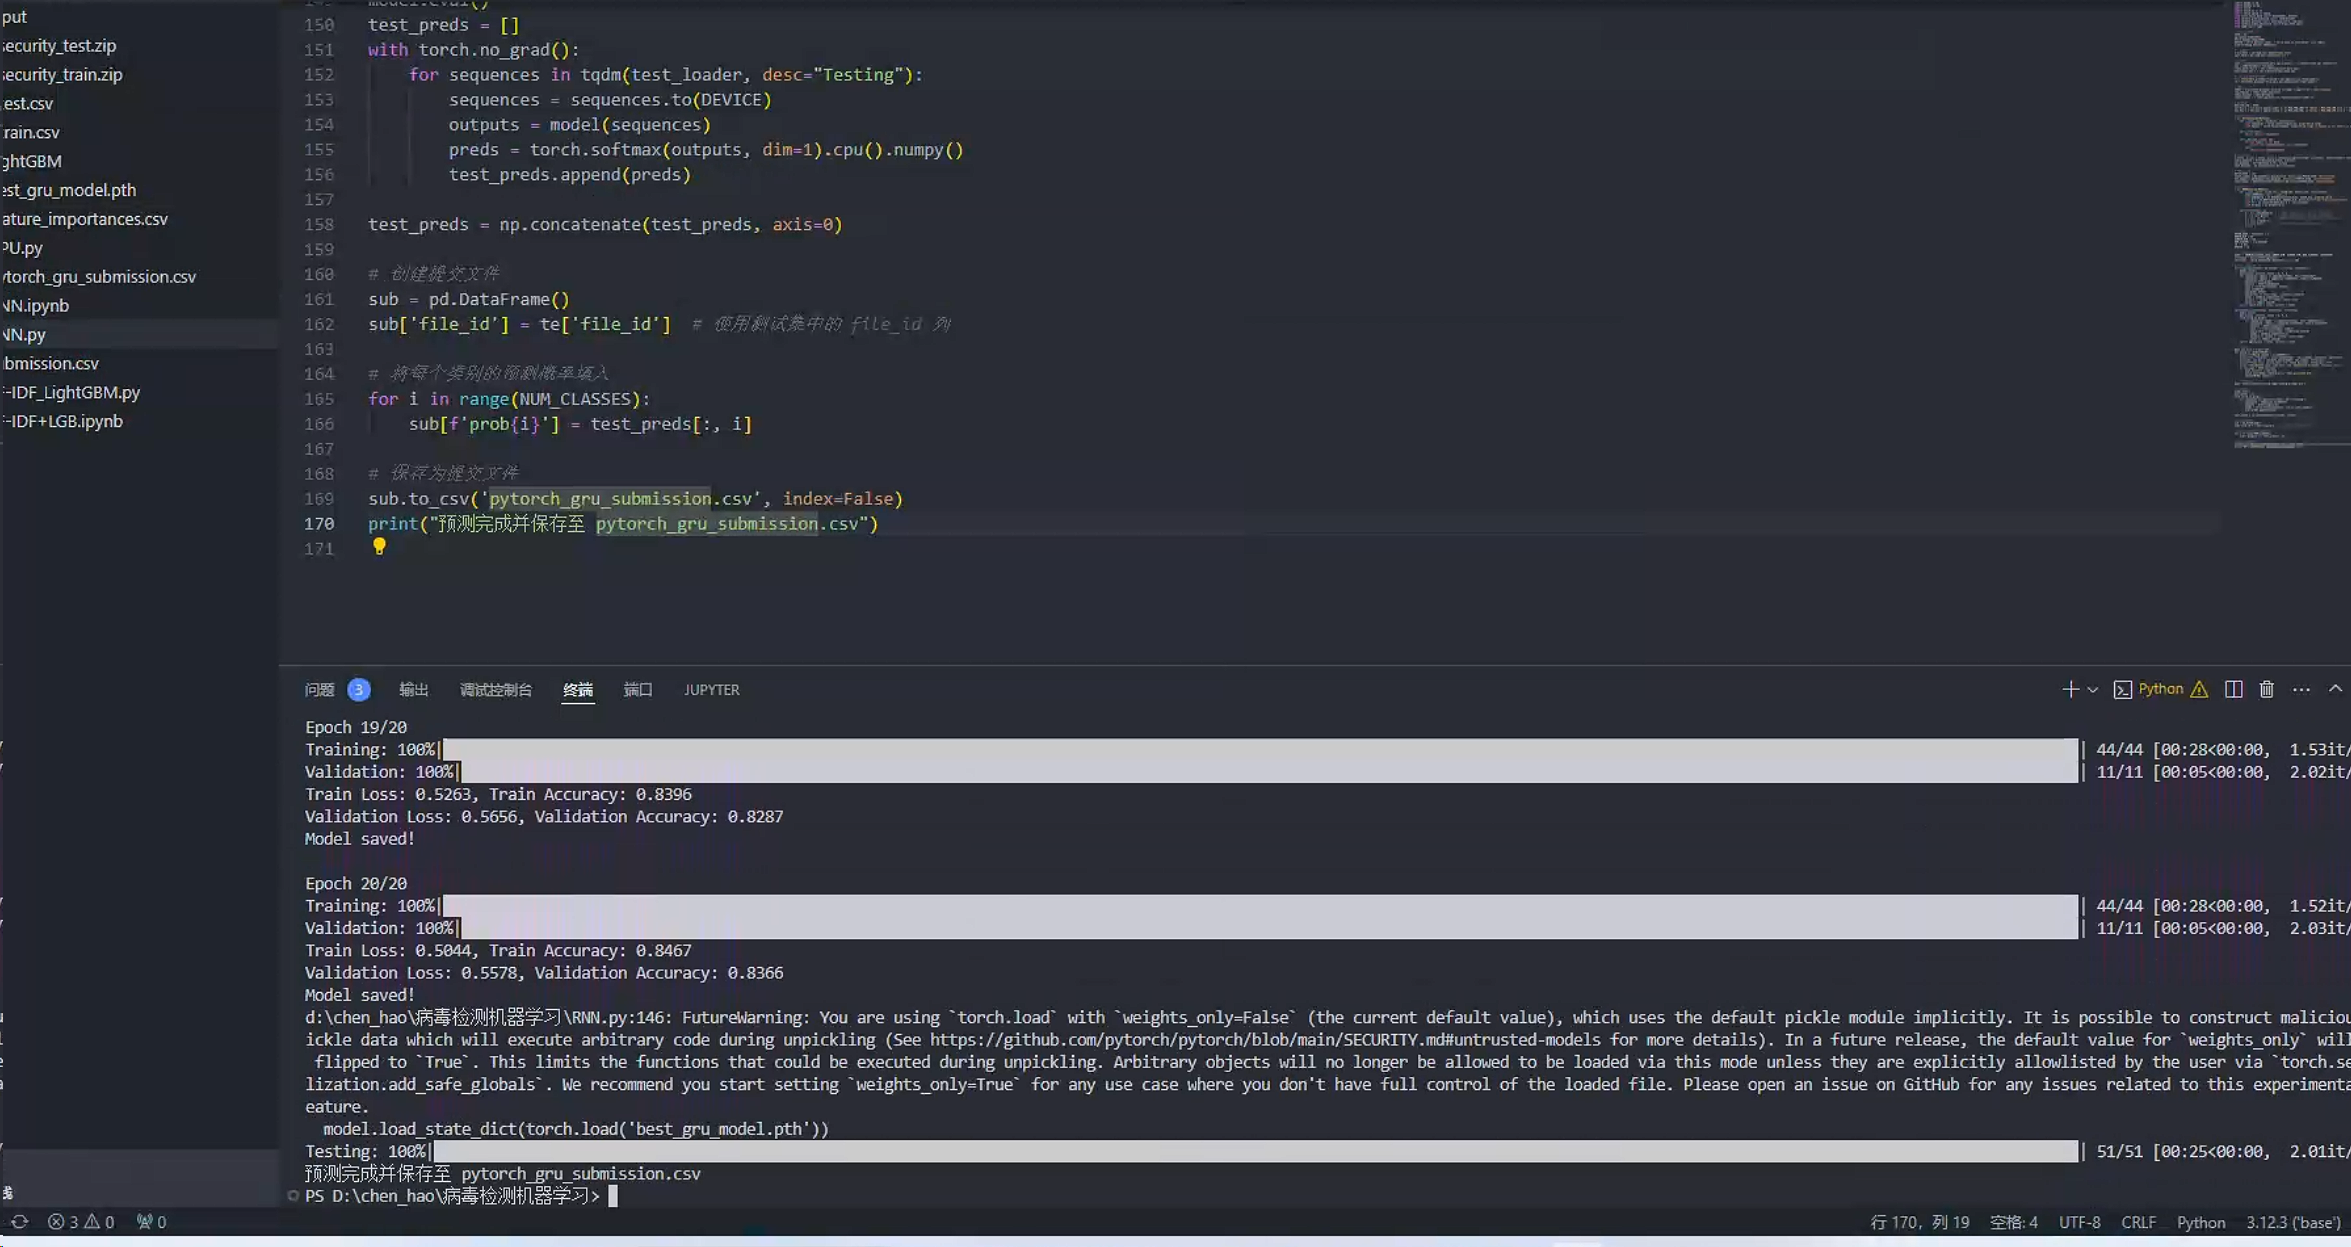 put
security_test.zip
security_train.zip
est.csv
rain.csv
ghtGBM
est_gru_model.pth
ature_importances.csv
PU.py
ytorch_gru_submission.csv
NN.ipynb
NN.py
bmission.csv
F-IDF_LightGBM.py
F-IDF+LGB.ipynb
model.eval()
150 test_preds = []
151 with torch.no_grad():
152 for sequences in tqdm(test_loader, desc="Testing"):
153 sequences = sequences.to(DEVICE)
154 outputs = model(sequences)
155 preds = torch.softmax(outputs, dim=1).cpu().numpy()
156 test_preds.append(preds)
157
158 test_preds = np.concatenate(test_preds, axis=0)
159
160 # 创建提交文件
161 sub = pd.DataFrame()
162 sub['file_id'] = te['file_id'] # 使用测试集中的 file_id 列
163
164 # 将每个类别的预测概率填入
165 for i in range(NUM_CLASSES):
166 sub[f'prob{i}'] = test_preds[:, i]
167
168 # 保存为提交文件
169 sub.to_csv('pytorch_gru_submission.csv', index=False)
170 print("预测完成并保存至 pytorch_gru_submission.csv")
171
问题 3 输出 调试控制台 终端 端口 JUPYTER
Python
Epoch 19/20
Training: 100%| | 44/44 [00:28<00:00, 1.53it/
Validation: 100%| | 11/11 [00:05<00:00, 2.02it/
Train Loss: 0.5263, Train Accuracy: 0.8396
Validation Loss: 0.5656, Validation Accuracy: 0.8287
Model saved!
Epoch 20/20
Training: 100%| | 44/44 [00:28<00:00, 1.52it/
Validation: 100%| | 11/11 [00:05<00:00, 2.03it/
Train Loss: 0.5044, Train Accuracy: 0.8467
Validation Loss: 0.5578, Validation Accuracy: 0.8366
Model saved!
d:\chen_hao\病毒检测机器学习\RNN.py:146: FutureWarning: You are using `torch.load` with `weights_only=False` (the current default value), which uses the default pickle module implicitly. It is possible to construct maliciou
ickle data which will execute arbitrary code during unpickling (See https://github.com/pytorch/pytorch/blob/main/SECURITY.md#untrusted-models for more details). In a future release, the default value for `weights_only` will
flipped to `True`. This limits the functions that could be executed during unpickling. Arbitrary objects will no longer be allowed to be loaded via this mode unless they are explicitly allowlisted by the user via `torch.se
lization.add_safe_globals`. We recommend you start setting `weights_only=True` for any use case where you don't have full control of the loaded file. Please open an issue on GitHub for any issues related to this experimenta
eature.
model.load_state_dict(torch.load('best_gru_model.pth'))
Testing: 100%| | 51/51 [00:25<00:00, 2.01it/
预测完成并保存至 pytorch_gru_submission.csv
PS D:\chen_hao\病毒检测机器学习>
3 0 0
行 170，列 19 空格: 4 UTF-8 CRLF Python 3.12.3 ('base')